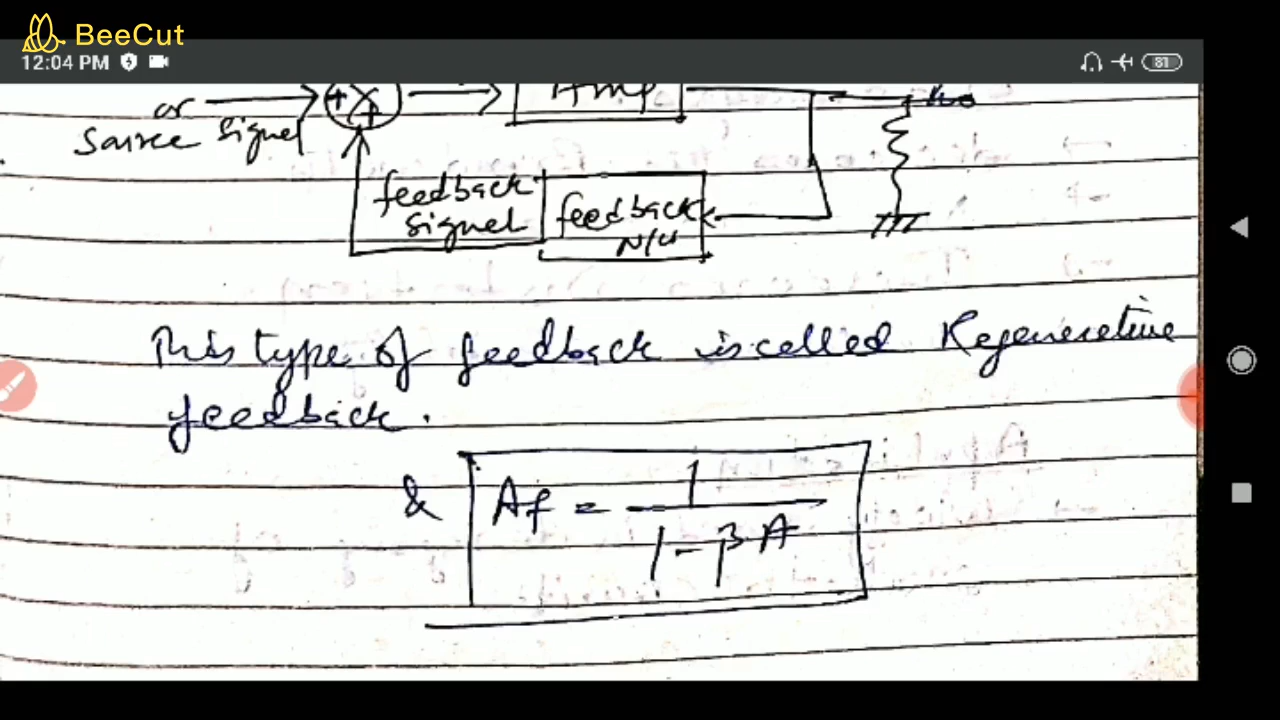 BeeCut
12:04 PM
81
or
Source Signal
+
+
Amp
feedback
signal
feedback
N/W
This type of feedback is called Regenerative
feedback.
& Af = 1 / 1 - βA